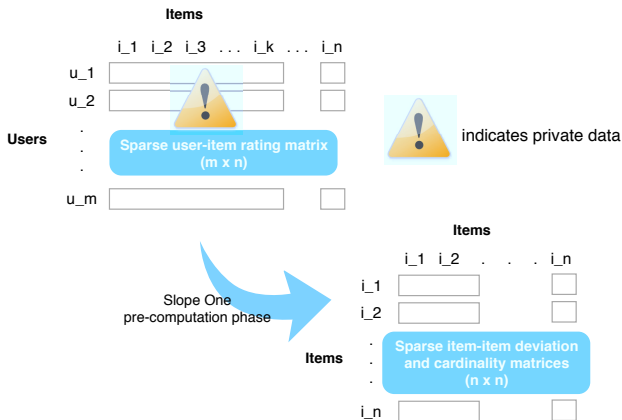 Items
i_1 i_2 i_3 . . . i_k . . . i_n
u_1
u_2
Users
.
.
.
Sparse user-item rating matrix
(m x n)
u_m
indicates private data
Slope One
pre-computation phase
Items
i_1 i_2 . . . i_n
i_1
i_2
Items
.
.
.
Sparse item-item deviation
and cardinality matrices
(n x n)
i_n